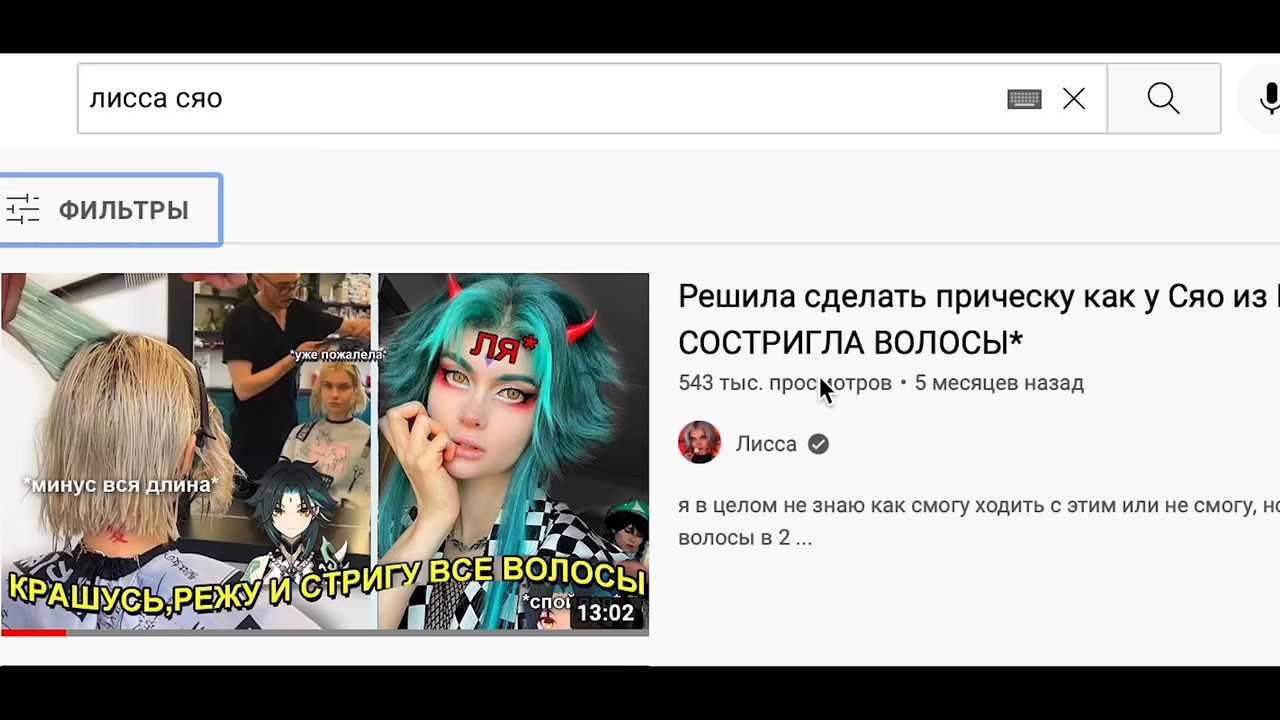 лисса сяо
ФИЛЬТРЫ
*уже пожалела*
ЛЯ*
*минус вся длина*
КРАШУСЬ,РЕЖУ И СТРИГУ ВСЕ ВОЛОСЫ
13:02
Решила сделать прическу как у Сяо из
СОСТРИГЛА ВОЛОСЫ*
543 тыс. просмотров • 5 месяцев назад
Лисса
я в целом не знаю как смогу ходить с этим или не смогу, но
волосы в 2 ...